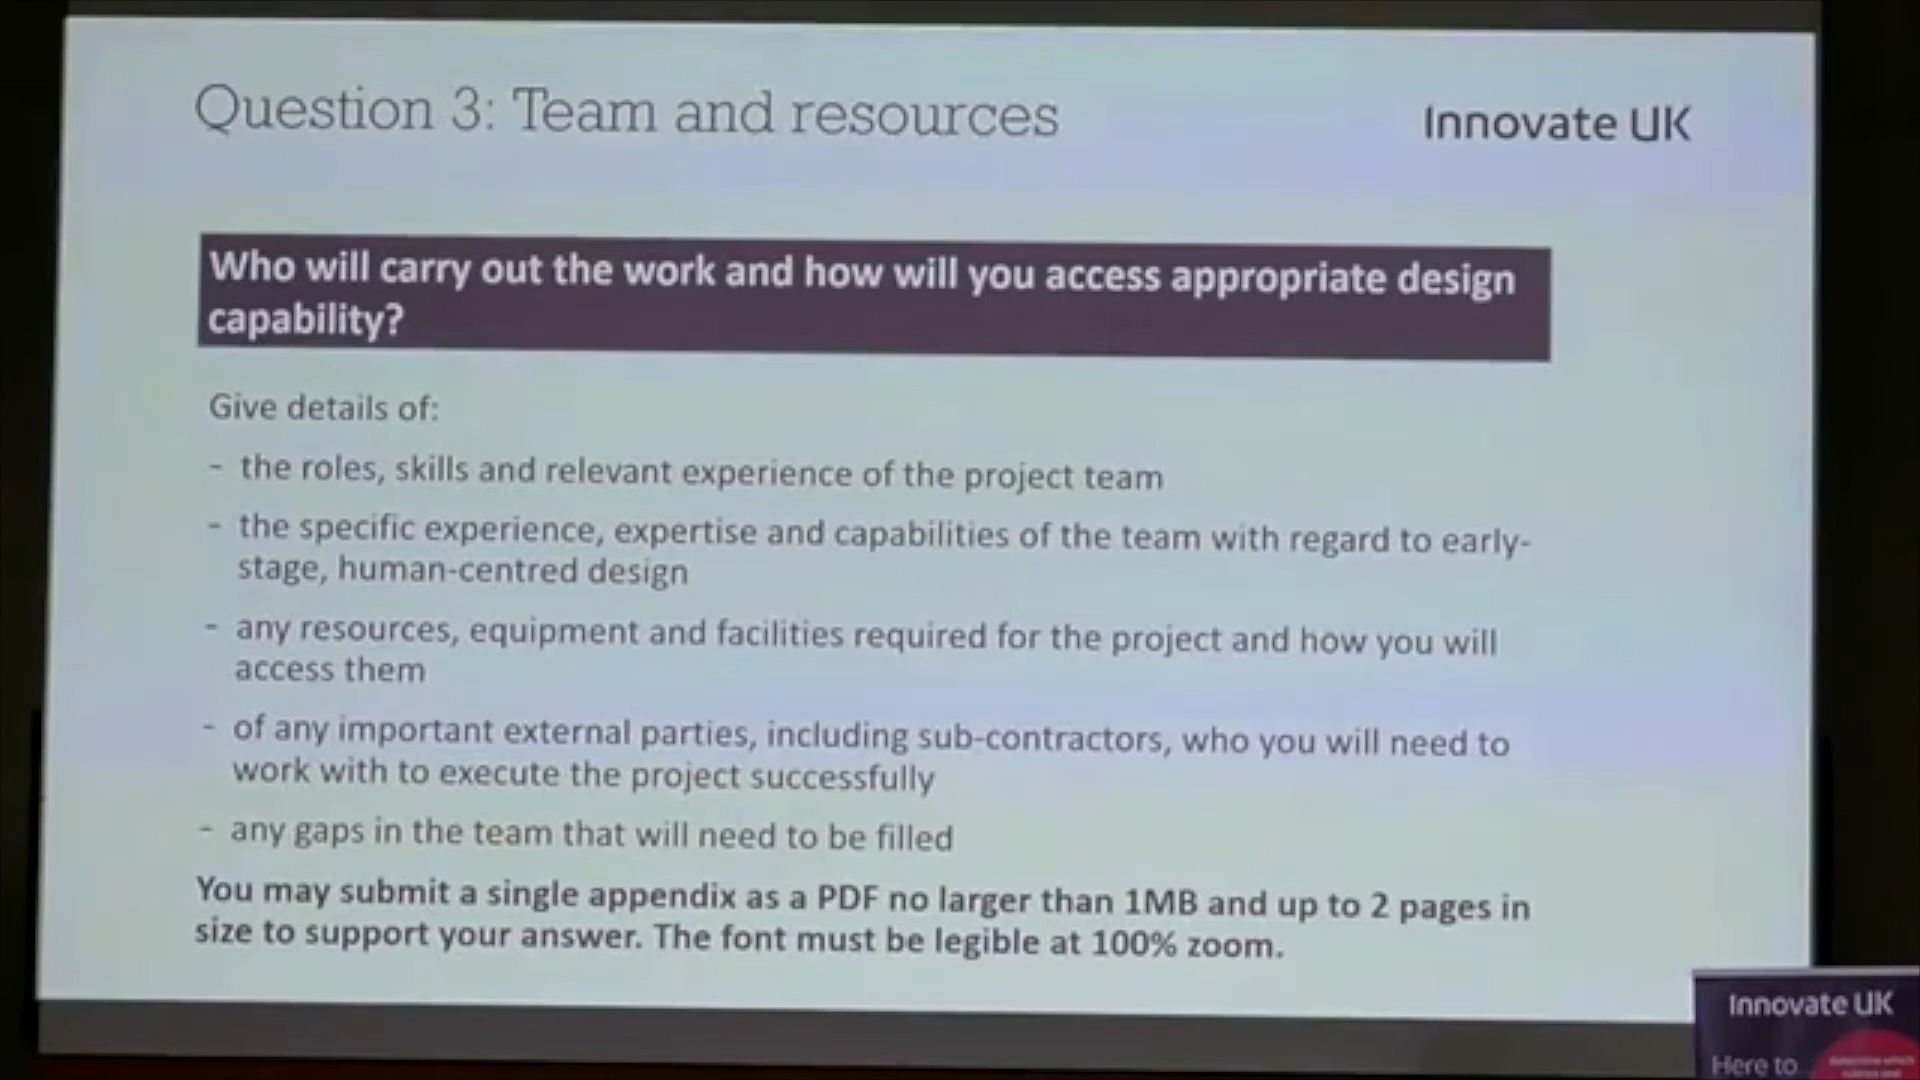 Question 3: Team and resources
Innovate UK
Who will carry out the work and how will you access appropriate design
capability?
Give details of:
- the roles, skills and relevant experience of the project team
- the specific experience, expertise and capabilities of the team with regard to early-
stage, human-centred design
- any resources, equipment and facilities required for the project and how you will
access them
- of any important external parties, including sub-contractors, who you will need to
work with to execute the project successfully
- any gaps in the team that will need to be filled
You may submit a single appendix as a PDF no larger than 1MB and up to 2 pages in
size to support your answer. The font must be legible at 100% zoom.
Innovate UK
Here to